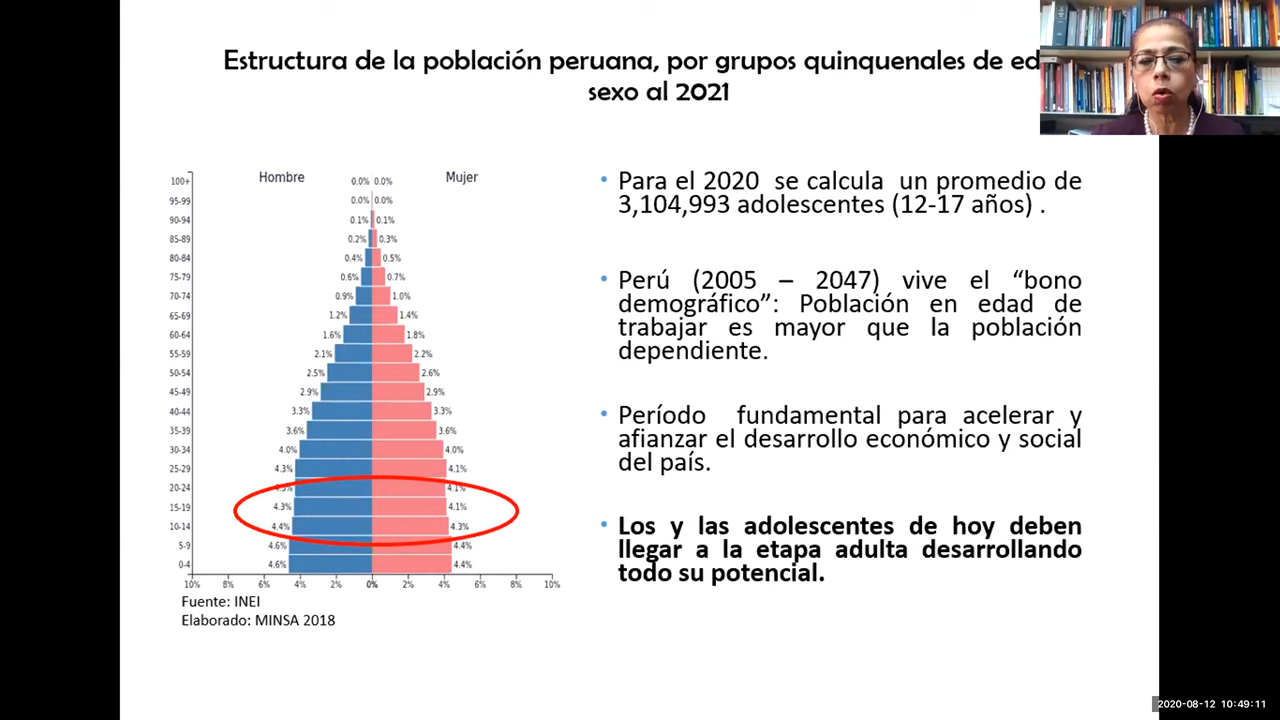 Estructura de la población peruana, por grupos quinquenales de ed
sexo al 2021
Hombre Mujer
100+ 0.0% 0.0%
95-99 0.0% 0.0%
90-94 0.1% 0.1%
85-89 0.2% 0.3%
80-84 0.4% 0.5%
75-79 0.6% 0.7%
70-74 0.9% 1.0%
65-69 1.2% 1.4%
60-64 1.6% 1.8%
55-59 2.1% 2.2%
50-54 2.5% 2.6%
45-49 2.9% 2.9%
40-44 3.3% 3.3%
35-39 3.6% 3.6%
30-34 4.0% 4.0%
25-29 4.3% 4.1%
20-24 4.1%
15-19 4.3% 4.1%
10-14 4.4% 4.3%
5-9 4.6% 4.4%
0-4 4.6% 4.4%
10% 8% 6% 4% 2% 0% 2% 4% 6% 8% 10%
Fuente: INEI
Elaborado: MINSA 2018
• Para el 2020 se calcula un promedio de
3,104,993 adolescentes (12-17 años) .
• Perú (2005 – 2047) vive el “bono
demográfico”: Población en edad de
trabajar es mayor que la población
dependiente.
• Período fundamental para acelerar y
afianzar el desarrollo económico y social
del país.
• Los y las adolescentes de hoy deben
llegar a la etapa adulta desarrollando
todo su potencial.
2020-08-12 10:49:11